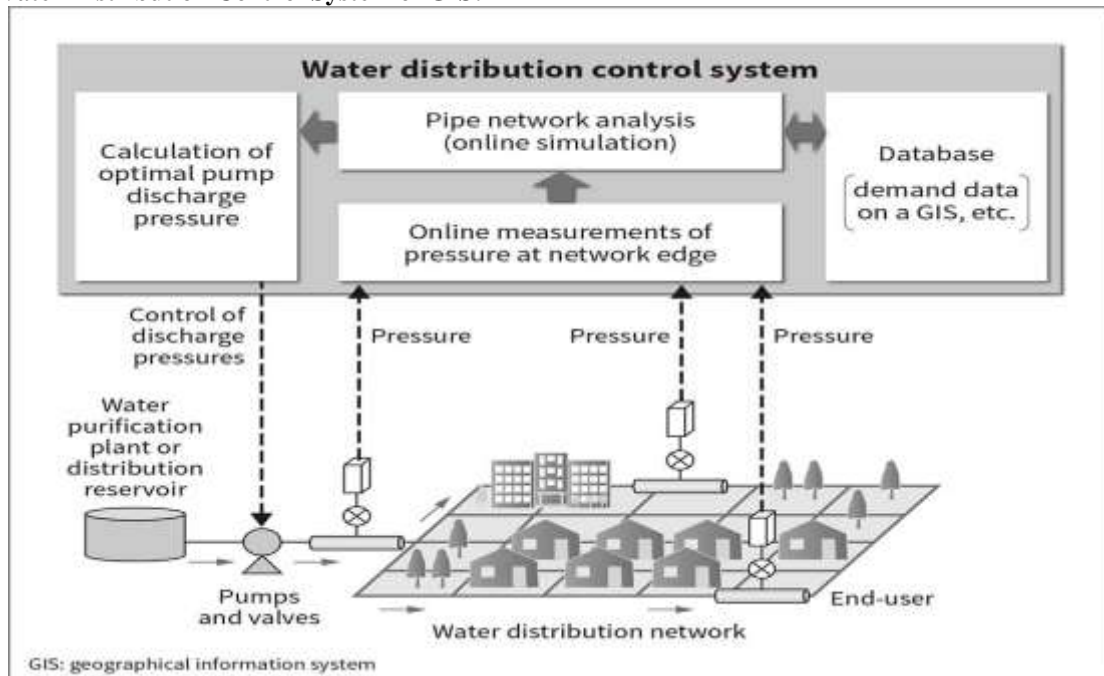 Water distribution control system
Calculation of
optimal pump
discharge
pressure
Pipe network analysis
(online simulation)
Online measurements of
pressure at network edge
Database
demand data
on a GIS, etc.
Control of
discharge
pressures
Pressure
Pressure
Pressure
Water
purification
plant or
distribution
reservoir
Pumps
and valves
Water distribution network
End-user
GIS: geographical information system